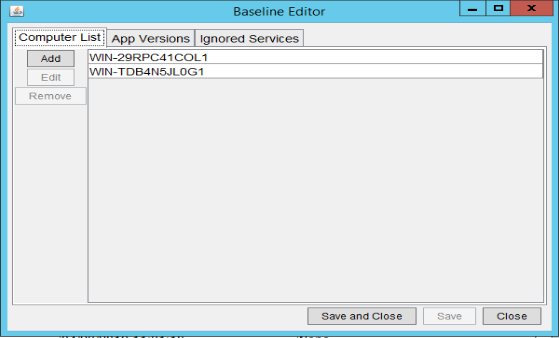 Baseline Editor
Computer List App Versions Ignored Services
Add
Edit
Remove
WIN-29RPC41COL1
WIN-TDB4N5JL0G1
Save and Close Save Close